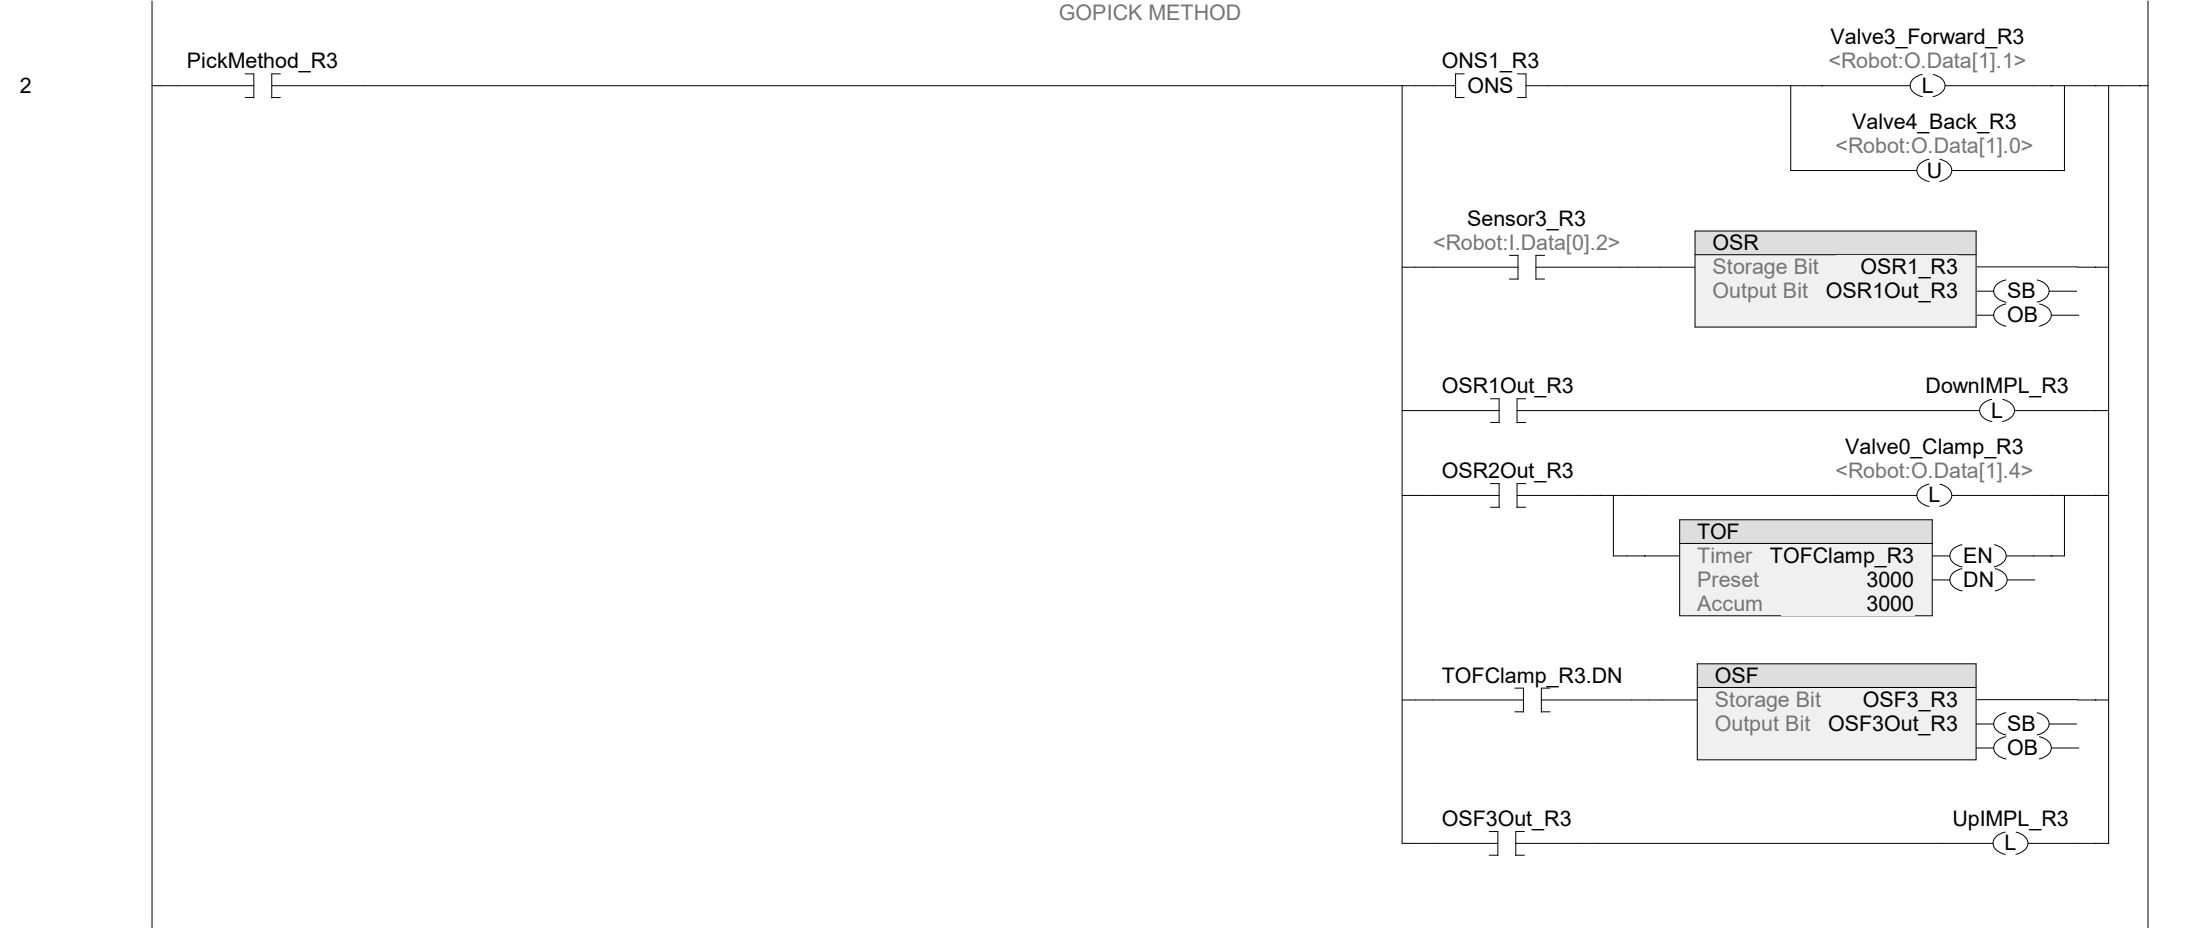 GOPICK METHOD
2
PickMethod_R3
ONS1_R3
ONS
Valve3_Forward_R3
<Robot:O.Data[1].1>
L
Valve4_Back_R3
<Robot:O.Data[1].0>
U
Sensor3_R3
<Robot:I.Data[0].2>
OSR
Storage Bit OSR1_R3
Output Bit OSR1Out_R3
SB
OB
OSR1Out_R3
DownIMPL_R3
L
OSR2Out_R3
Valve0_Clamp_R3
<Robot:O.Data[1].4>
L
TOF
Timer TOFClamp_R3
Preset 3000
Accum 3000
EN
DN
TOFClamp_R3.DN
OSF
Storage Bit OSF3_R3
Output Bit OSF3Out_R3
SB
OB
OSF3Out_R3
UpIMPL_R3
L